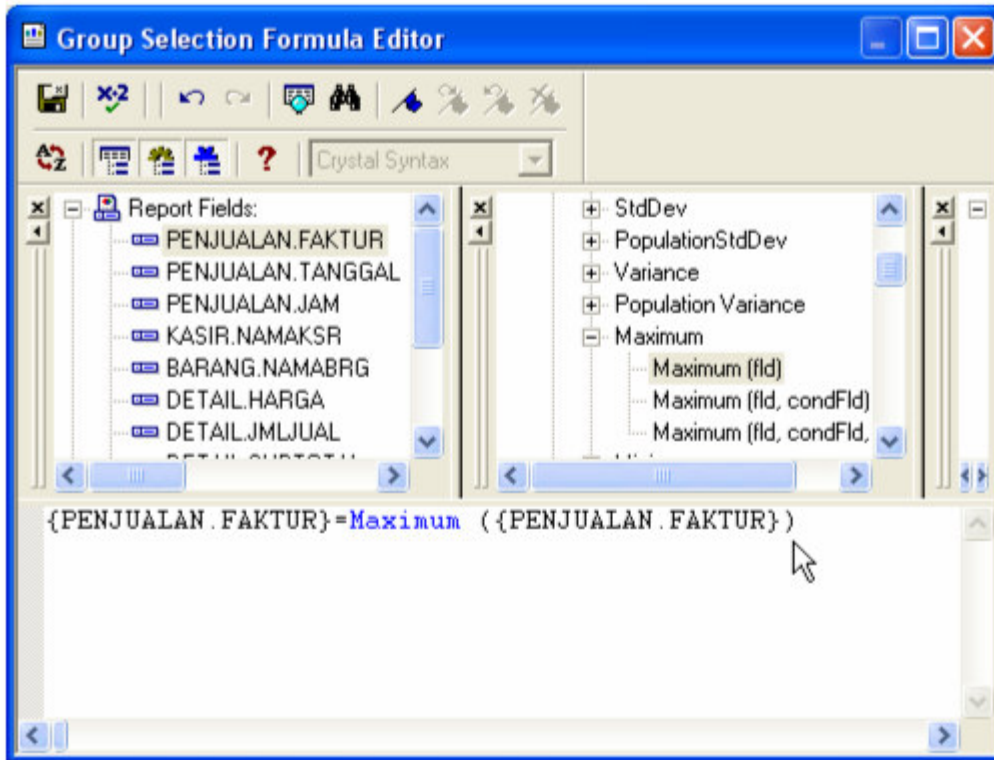 Group Selection Formula Editor
x·2
A Z
?
Crystal Syntax
Report Fields:
PENJUALAN.FAKTUR
PENJUALAN.TANGGAL
PENJUALAN.JAM
KASIR.NAMAKSR
BARANG.NAMABRG
DETAIL.HARGA
DETAIL.JMLJUAL
StdDev
PopulationStdDev
Variance
Population Variance
Maximum
Maximum (fld)
Maximum (fld, condFld)
Maximum (fld, condFld,
{PENJUALAN.FAKTUR}=Maximum ({PENJUALAN.FAKTUR})